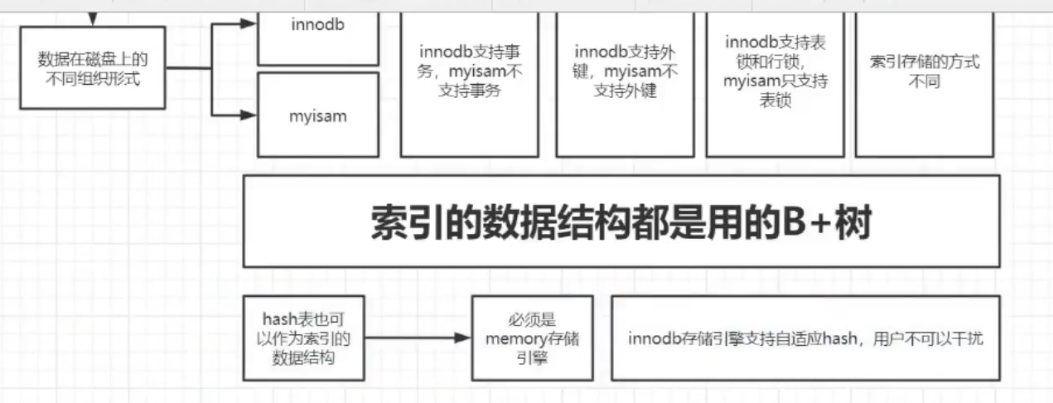 数据在磁盘上的
不同组织形式
innodb
myisam
innodb支持事
务，myisam不
支持事务
innodb支持外
键，myisam不
支持外键
innodb支持表
锁和行锁，
myisam只支持
表锁
索引存储的方式
不同
索引的数据结构都是用的B+树
hash表也可
以作为索引的
数据结构
必须是
memory存储
引擎
innodb存储引擎支持自适应hash，用户不可以干扰